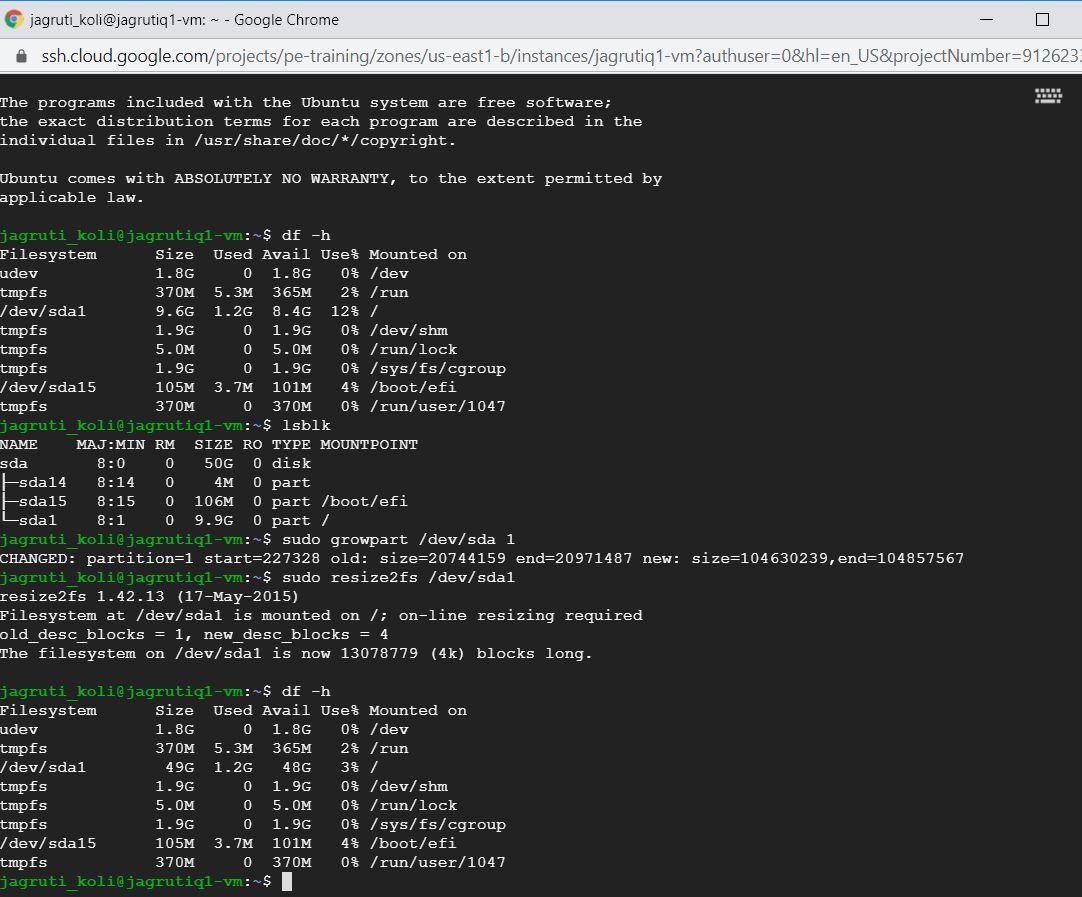 jagruti_koli@jagrutiq1-vm: ~ - Google Chrome
ssh.cloud.google.com/projects/pe-training/zones/us-east1-b/instances/jagrutiq1-vm?authuser=0&hl=en_US&projectNumber=912623
The programs included with the Ubuntu system are free software;
the exact distribution terms for each program are described in the
individual files in /usr/share/doc/*/copyright.
Ubuntu comes with ABSOLUTELY NO WARRANTY, to the extent permitted by
applicable law.
jagruti_koli@jagrutiq1-vm:~$ df -h
Filesystem      Size  Used Avail Use% Mounted on
udev            1.8G     0  1.8G   0% /dev
tmpfs           370M  5.3M  365M   2% /run
/dev/sda1       9.6G  1.2G  8.4G  12% /
tmpfs           1.9G     0  1.9G   0% /dev/shm
tmpfs           5.0M     0  5.0M   0% /run/lock
tmpfs           1.9G     0  1.9G   0% /sys/fs/cgroup
/dev/sda15      105M  3.7M  101M   4% /boot/efi
tmpfs           370M     0  370M   0% /run/user/1047
jagruti_koli@jagrutiq1-vm:~$ lsblk
NAME    MAJ:MIN RM  SIZE RO TYPE MOUNTPOINT
sda       8:0    0   50G  0 disk
├─sda14   8:14   0    4M  0 part
├─sda15   8:15   0  106M  0 part /boot/efi
└─sda1    8:1    0  9.9G  0 part /
jagruti_koli@jagrutiq1-vm:~$ sudo growpart /dev/sda 1
CHANGED: partition=1 start=227328 old: size=20744159 end=20971487 new: size=104630239,end=104857567
jagruti_koli@jagrutiq1-vm:~$ sudo resize2fs /dev/sda1
resize2fs 1.42.13 (17-May-2015)
Filesystem at /dev/sda1 is mounted on /; on-line resizing required
old_desc_blocks = 1, new_desc_blocks = 4
The filesystem on /dev/sda1 is now 13078779 (4k) blocks long.
jagruti_koli@jagrutiq1-vm:~$ df -h
Filesystem      Size  Used Avail Use% Mounted on
udev            1.8G     0  1.8G   0% /dev
tmpfs           370M  5.3M  365M   2% /run
/dev/sda1        49G  1.2G   48G   3% /
tmpfs           1.9G     0  1.9G   0% /dev/shm
tmpfs           5.0M     0  5.0M   0% /run/lock
tmpfs           1.9G     0  1.9G   0% /sys/fs/cgroup
/dev/sda15      105M  3.7M  101M   4% /boot/efi
tmpfs           370M     0  370M   0% /run/user/1047
jagruti_koli@jagrutiq1-vm:~$